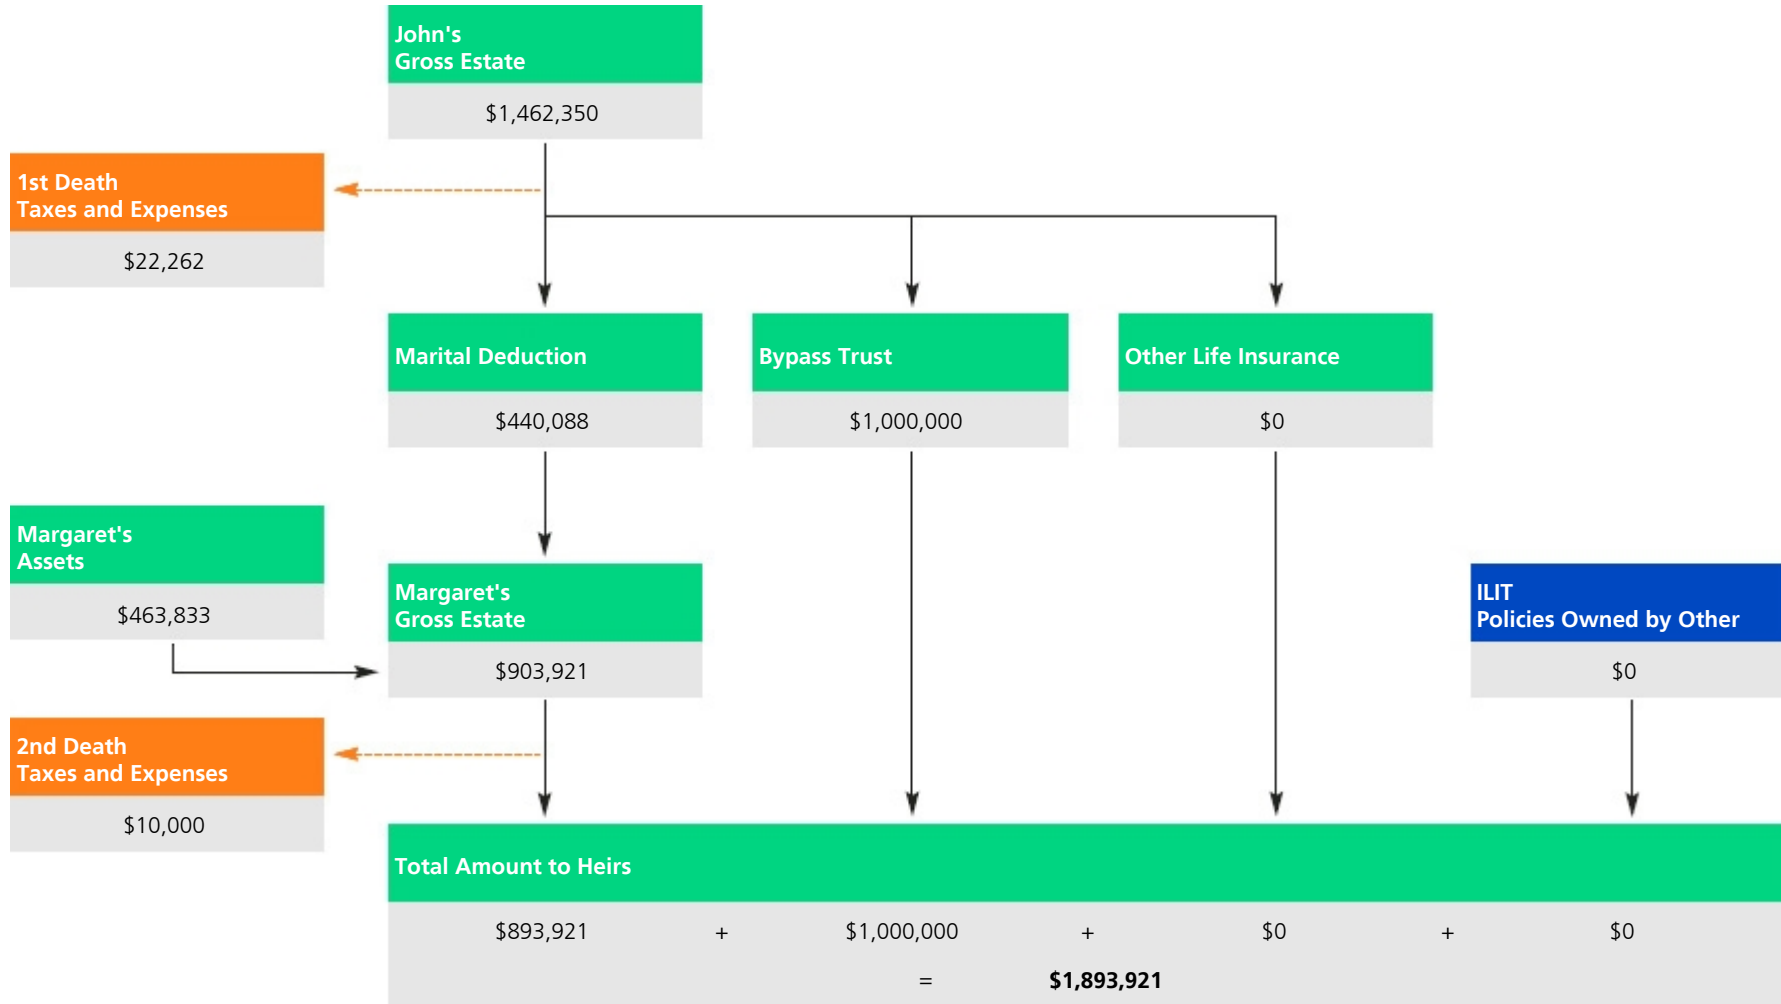 John's
Gross Estate
$1,462,350
1st Death
Taxes and Expenses
$22,262
Marital Deduction
$440,088
Bypass Trust
$1,000,000
Other Life Insurance
$0
Margaret's
Assets
$463,833
Margaret's
Gross Estate
$903,921
ILIT
Policies Owned by Other
$0
2nd Death
Taxes and Expenses
$10,000
Total Amount to Heirs
$893,921 + $1,000,000 + $0 + $0
= $1,893,921